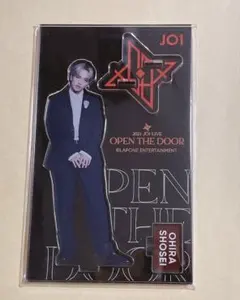 JO1
2021 JO1 LIVE
OPEN THE DOOR
©LAPONE ENTERTAINMENT
OPEN
THE
DOOR
OHIRA
SHOSEI